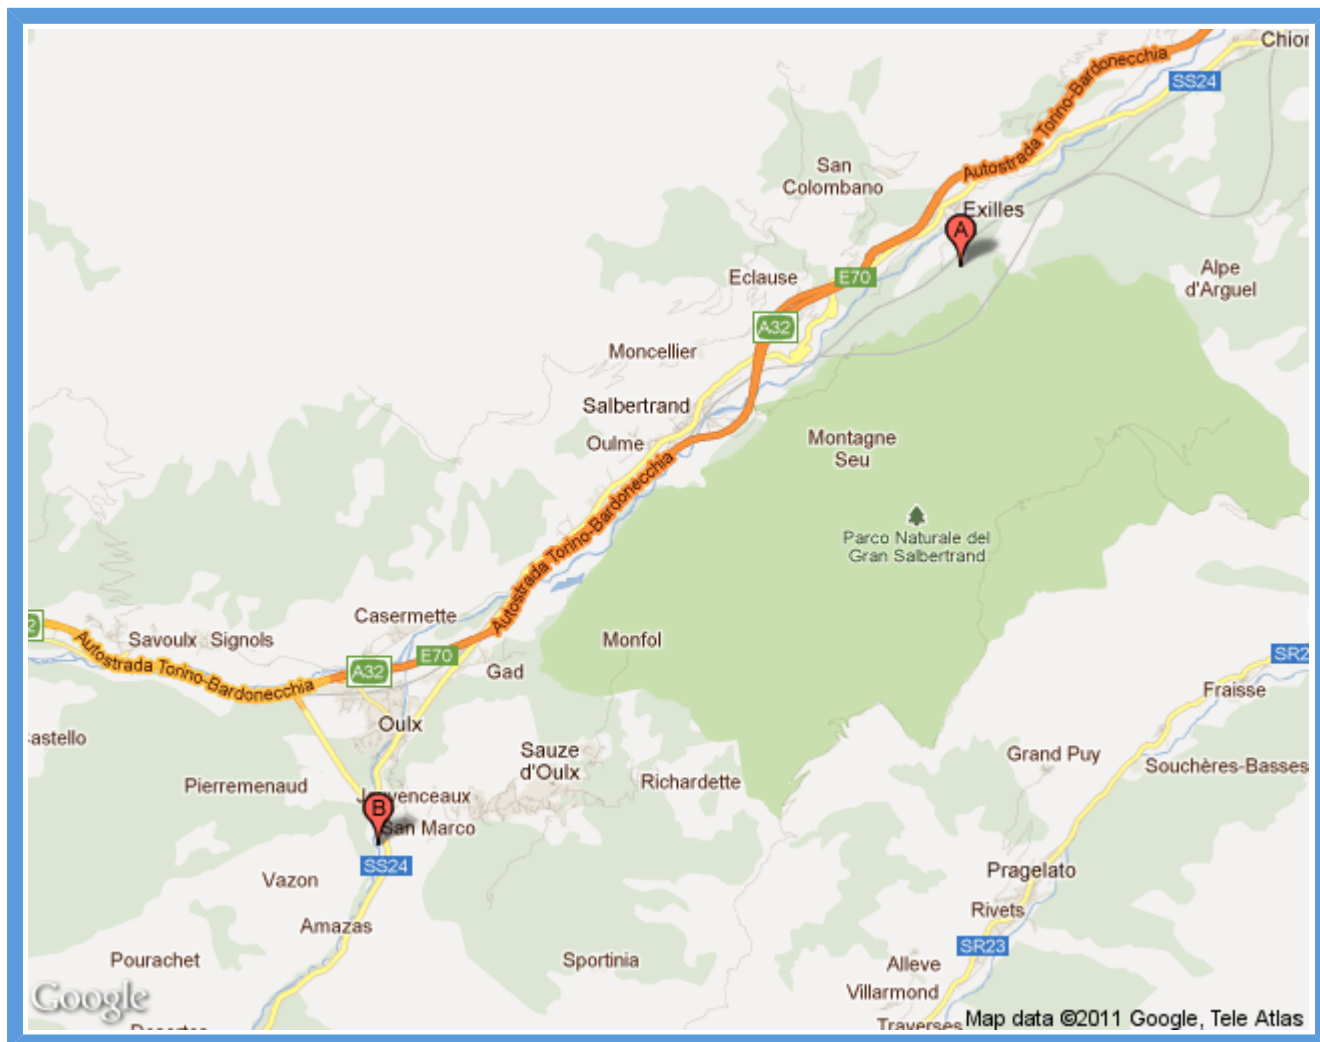 Chior
Autostrada Torino-Bardonecchia
SS24
San
Colombano
Exilles
A
Alpe
d'Arguel
Eclause
E70
A32
Moncellier
Salbertrand
Oulme
Montagne
Seu
Autostrada Torino-Bardonecchia
Parco Naturale del
Gran Salbertrand
Casermette
2
Savoulx
Signols
Monfol
E70
A32
Autostrada Torino-Bardonecchia
Gad
SR2
Fraisse
Oulx
astello
Sauze
d'Oulx
Grand Puy
Souchères-Basses
Richardette
Pierremenaud
B
San Marco
SS24
Vazon
Pragelato
Rivets
Amazas
SR23
Pourachet
Sportinia
Alleve
Villarmond
Google
Traverses
Map data ©2011 Google, Tele Atlas